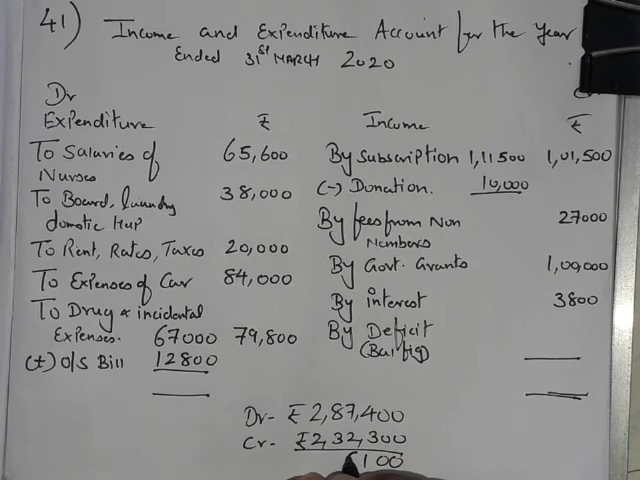 41) Income and Expenditure Account for the Year
Ended 31st MARCH 2020
Dr
Expenditure ₹ Income ₹
To Salaries of 65,600 By Subscription 1,11500 1,01,500
Nurses
(-) Donation. 10,000
To Board, laundry 38,000
domestic Help
By fees from Non 27000
Members
To Rent, Rates, Taxes 20,000
By Govt. Grants 1,00,000
To Expenses of Car 84,000
By interest 3800
To Drug & incidental
Expenses. 67000 79,800
By Deficit
(Bal fig)
(+) O/S Bill 12800
Dr- ₹2,87,400
Cr- ₹2,32,300
100